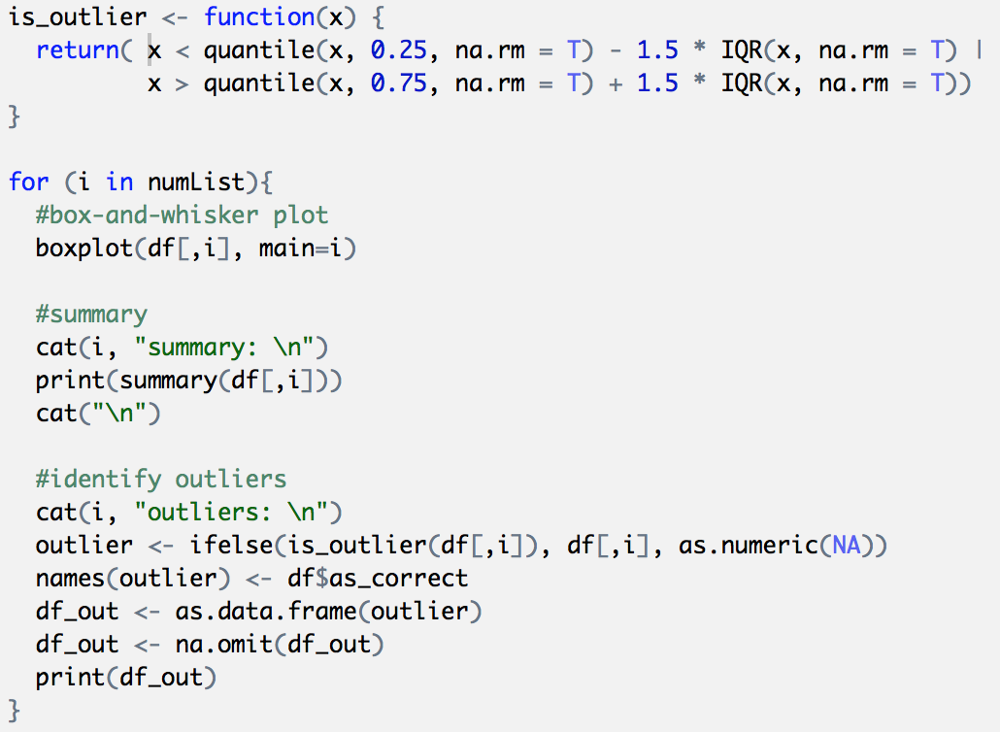 is_outlier <- function(x) {
  return( x < quantile(x, 0.25, na.rm = T) - 1.5 * IQR(x, na.rm = T) |
          x > quantile(x, 0.75, na.rm = T) + 1.5 * IQR(x, na.rm = T))
}

for (i in numList){
  #box-and-whisker plot
  boxplot(df[,i], main=i)

  #summary
  cat(i, "summary: \n")
  print(summary(df[,i]))
  cat("\n")

  #identify outliers
  cat(i, "outliers: \n")
  outlier <- ifelse(is_outlier(df[,i]), df[,i], as.numeric(NA))
  names(outlier) <- df$as_correct
  df_out <- as.data.frame(outlier)
  df_out <- na.omit(df_out)
  print(df_out)
}